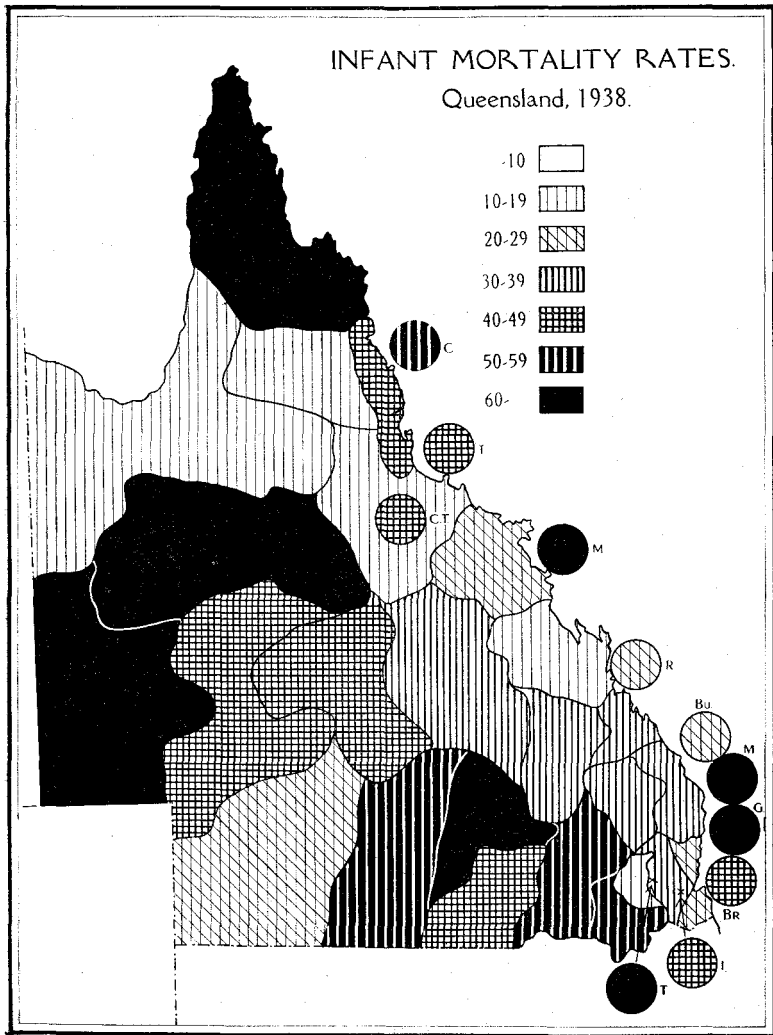 INFANT MORTALITY RATES.
Queensland, 1938.
-10
10-19
20-29
30-39
40-49
50-59
60-
C
T
C.T
M
R
Bu.
M
G
BR
I
T